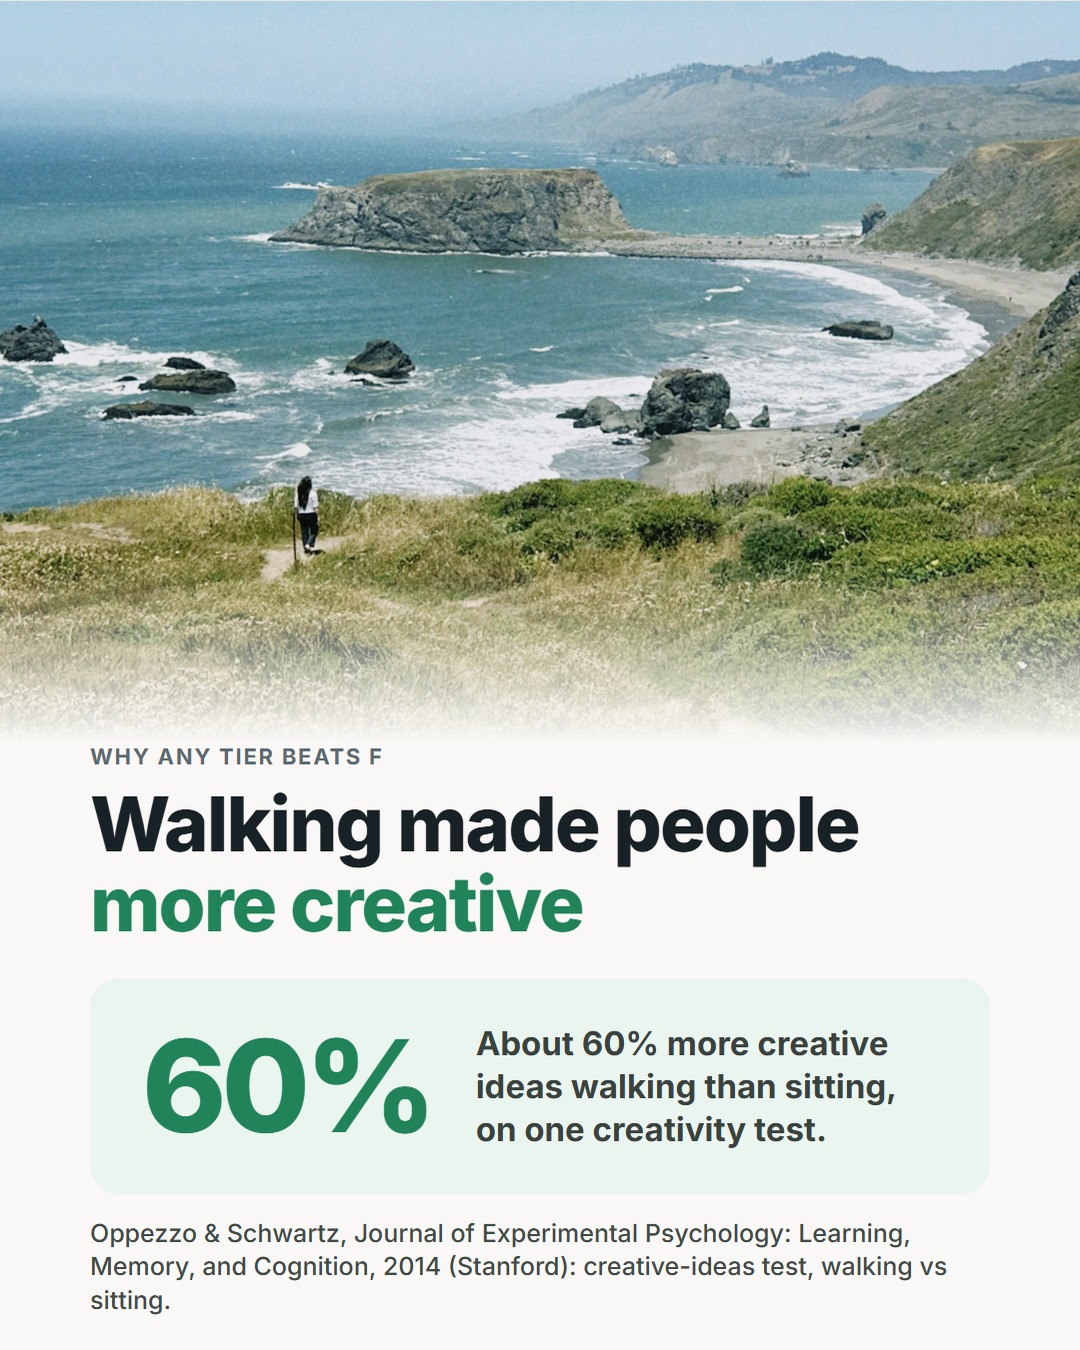 WHY ANY TIER BEATS F
Walking made people
more creative
60%
About 60% more creative
ideas walking than sitting,
on one creativity test.
Oppezzo & Schwartz, Journal of Experimental Psychology: Learning,
Memory, and Cognition, 2014 (Stanford): creative-ideas test, walking vs
sitting.